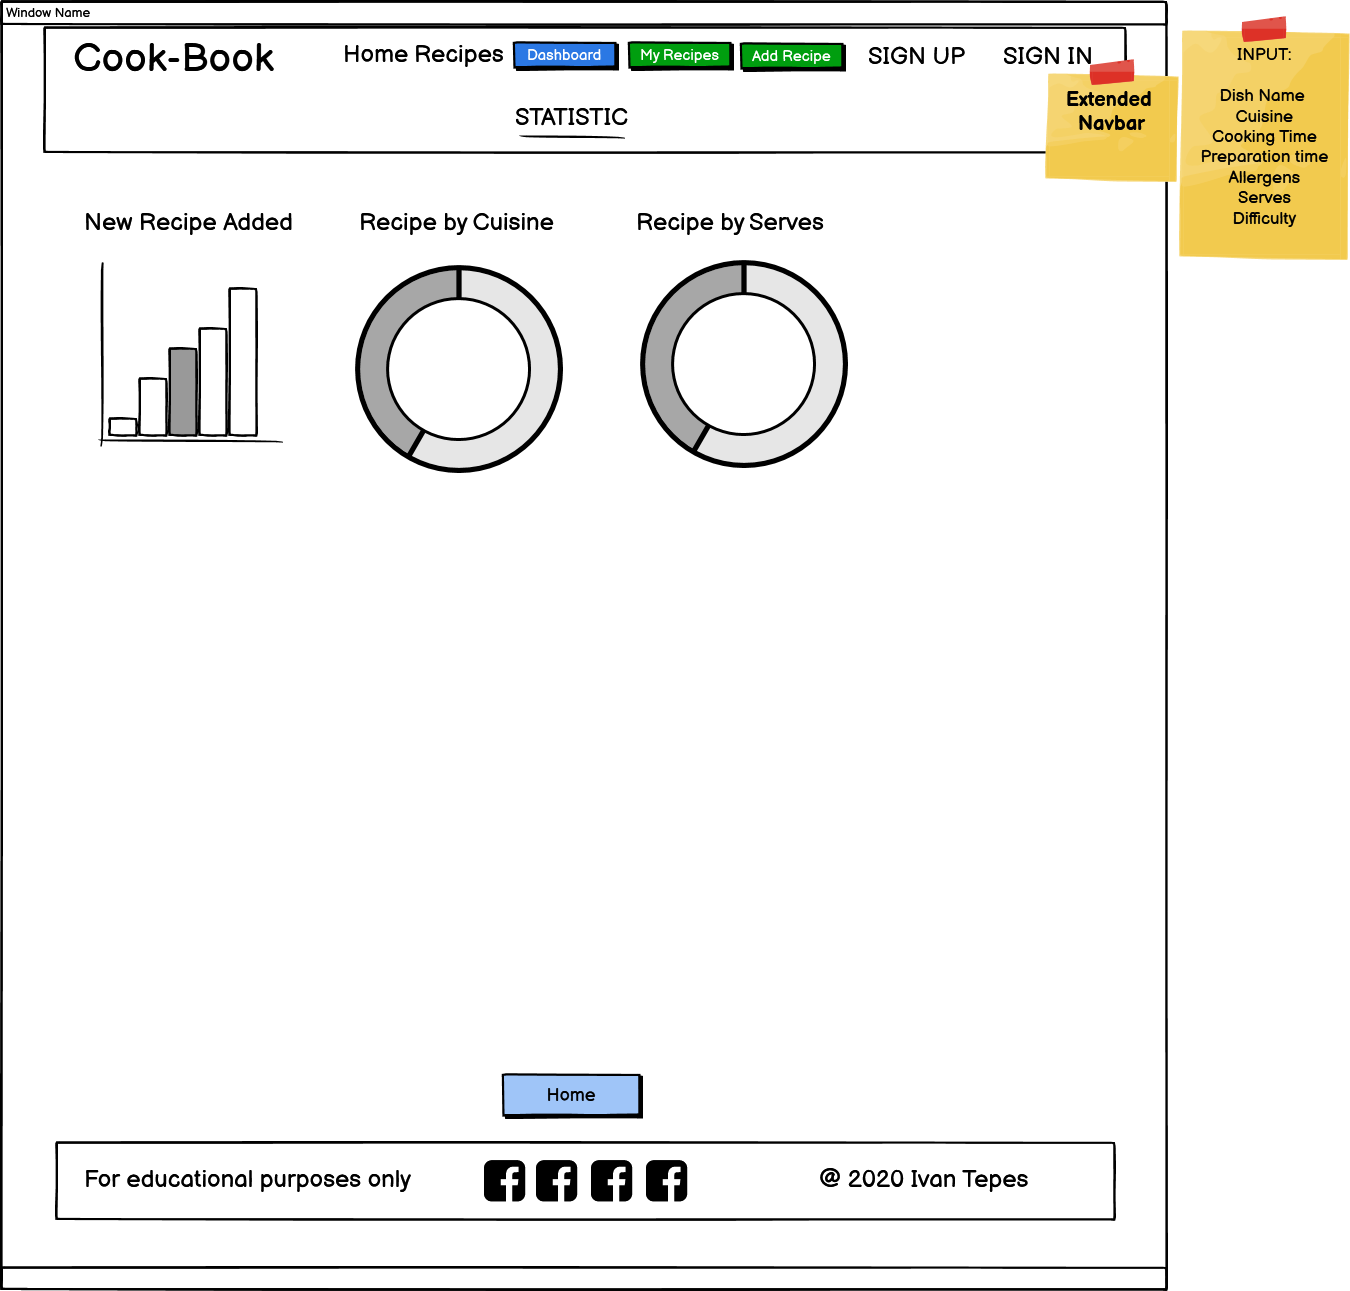 Window Name
Cook-Book
Home Recipes
Dashboard
My Recipes
Add Recipe
SIGN UP
SIGN IN
STATISTIC
Extended
Navbar
INPUT:
Dish Name
Cuisine
Cooking Time
Preparation time
Allergens
Serves
Difficulty
New Recipe Added
Recipe by Cuisine
Recipe by Serves
Home
For educational purposes only
@ 2020 Ivan Tepes